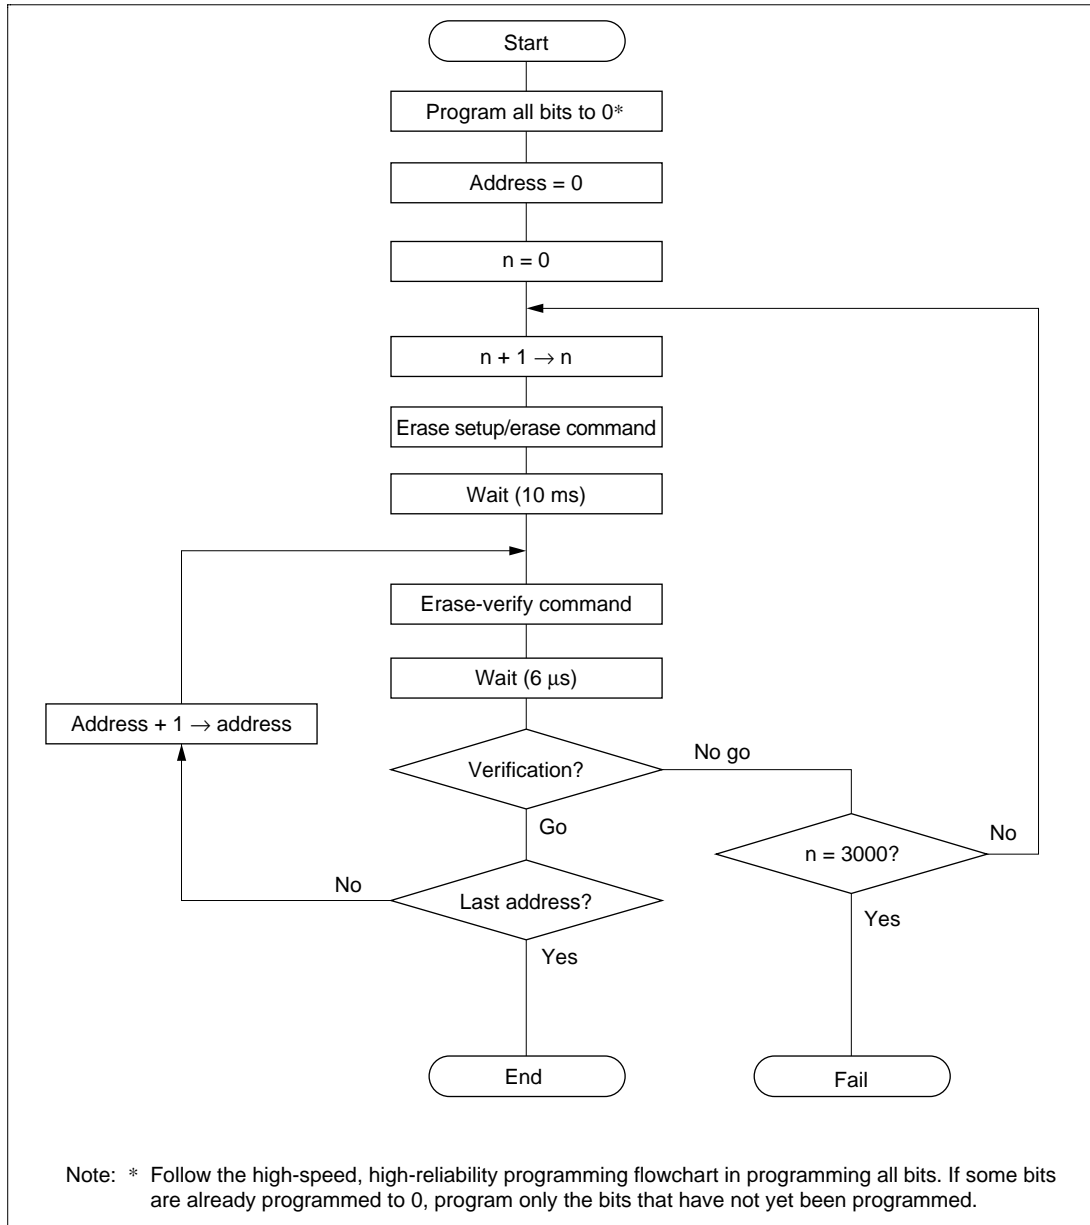 Start
Program all bits to 0*
Address = 0
n = 0
n + 1 → n
Erase setup/erase command
Wait (10 ms)
Erase-verify command
Wait (6 μs)
Address + 1 → address
Verification?
No go
Go
n = 3000?
No
No
Last address?
Yes
Yes
End
Fail
Note: * Follow the high-speed, high-reliability programming flowchart in programming all bits. If some bits
are already programmed to 0, program only the bits that have not yet been programmed.